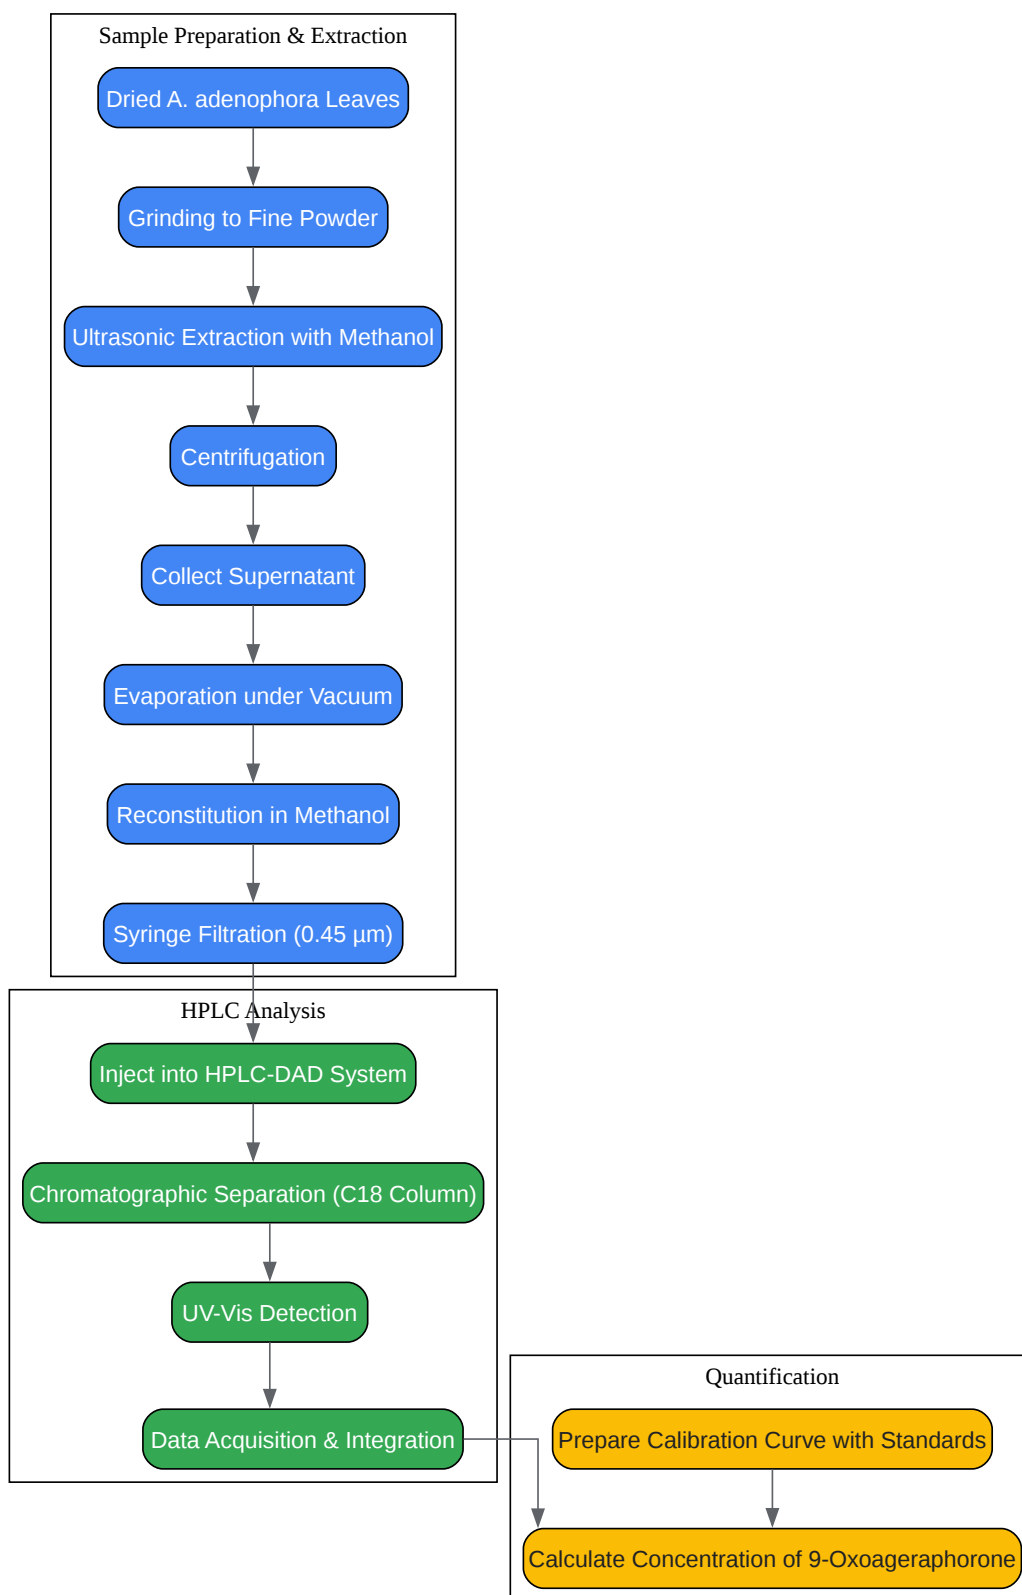 Sample Preparation & Extraction
Dried A. adenophora Leaves
Grinding to Fine Powder
Ultrasonic Extraction with Methanol
Centrifugation
Collect Supernatant
Evaporation under Vacuum
Reconstitution in Methanol
Syringe Filtration (0.45 µm)
HPLC Analysis
Inject into HPLC-DAD System
Chromatographic Separation (C18 Column)
UV-Vis Detection
Data Acquisition & Integration
Quantification
Prepare Calibration Curve with Standards
Calculate Concentration of 9-Oxoageraphorone